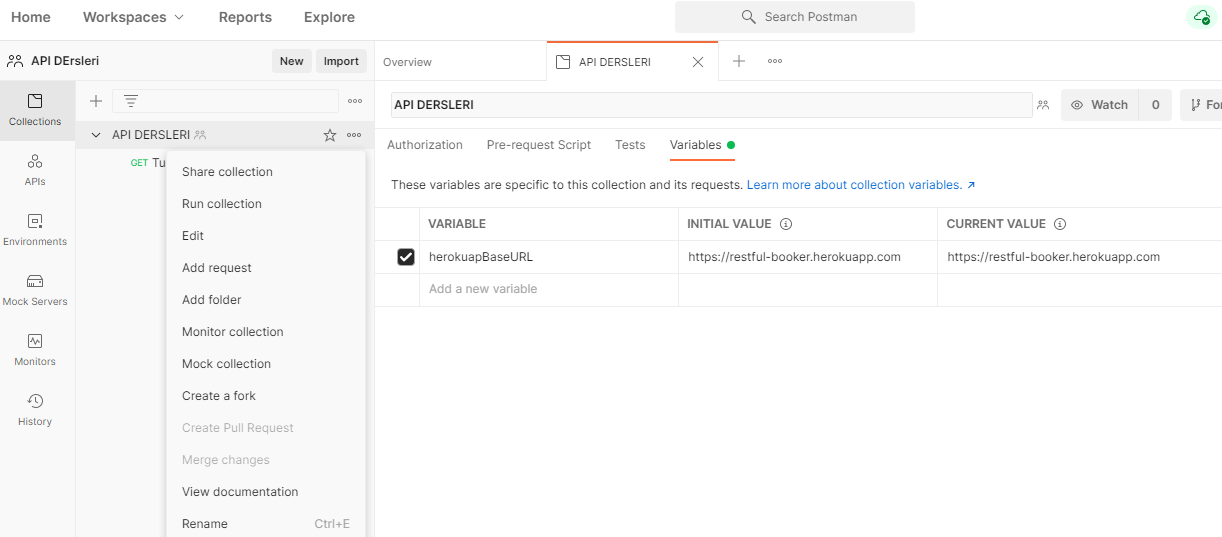 Home Workspaces Reports Explore Search Postman
API DErsleri New Import Overview API DERSLERI
API DERSLERI Watch 0
Collections
API DERSLERI
Authorization Pre-request Script Tests Variables
GET
Share collection
Run collection
Edit
Add request
Add folder
Monitor collection
Mock collection
Create a fork
Create Pull Request
Merge changes
View documentation
Rename Ctrl+E
APIs
Environments
Mock Servers
Monitors
History
These variables are specific to this collection and its requests. Learn more about collection variables.
VARIABLE INITIAL VALUE CURRENT VALUE
herokuapBaseURL https://restful-booker.herokuapp.com https://restful-booker.herokuapp.com
Add a new variable